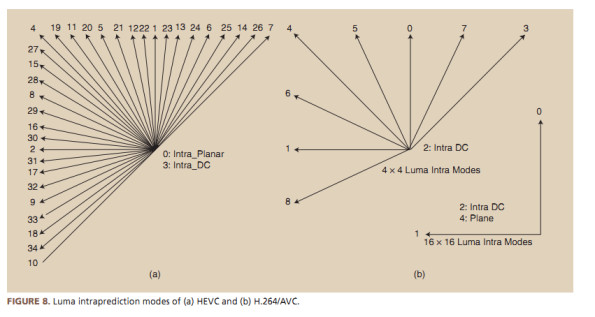 4 19 11 20 5 21 12 22 1 23 13 24 6 25 14 26 7
27
15
28
8
29
16
30
2
31
17
32
9
33
18
34
10
0: Intra_Planar
3: Intra_DC
(a)
4 5 0 7 3
6
1
8
2: Intra DC
4 × 4 Luma Intra Modes
0
2: Intra DC
4: Plane
1
16 × 16 Luma Intra Modes
(b)
FIGURE 8. Luma intraprediction modes of (a) HEVC and (b) H.264/AVC.